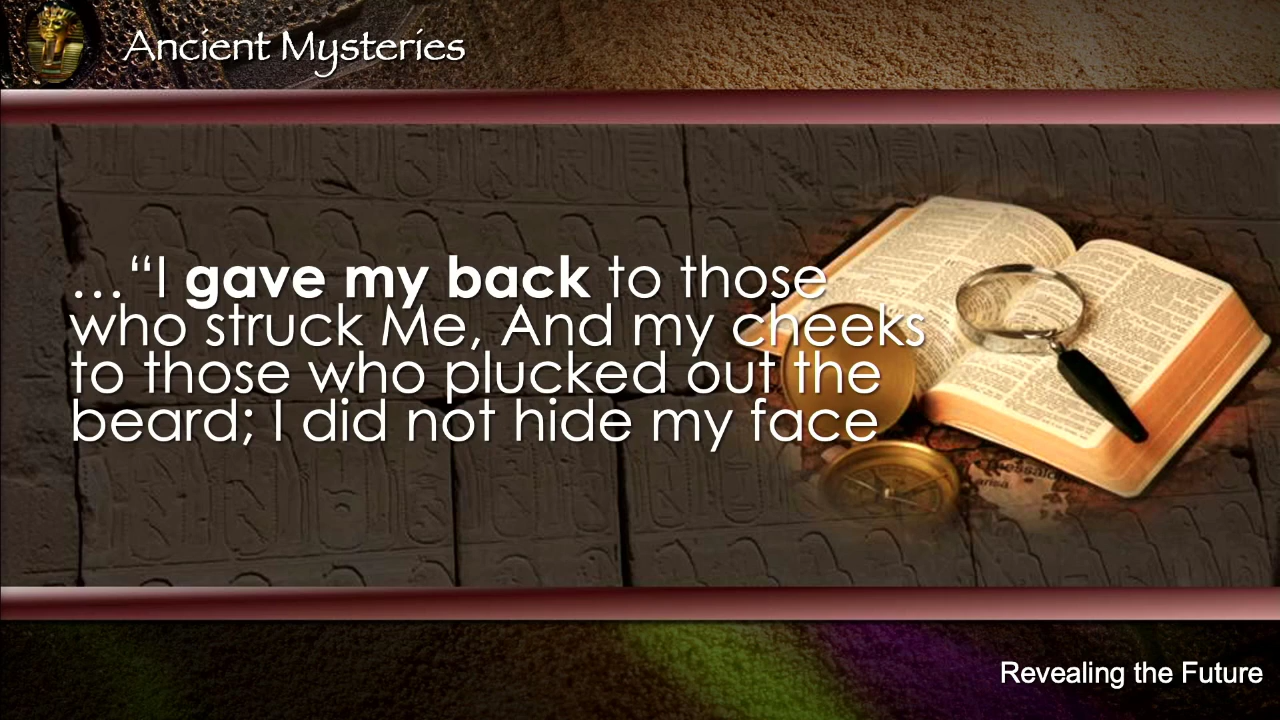 Ancient Mysteries
…“I gave my back to those
who struck Me, And my cheeks
to those who plucked out the
beard; I did not hide my face
Revealing the Future